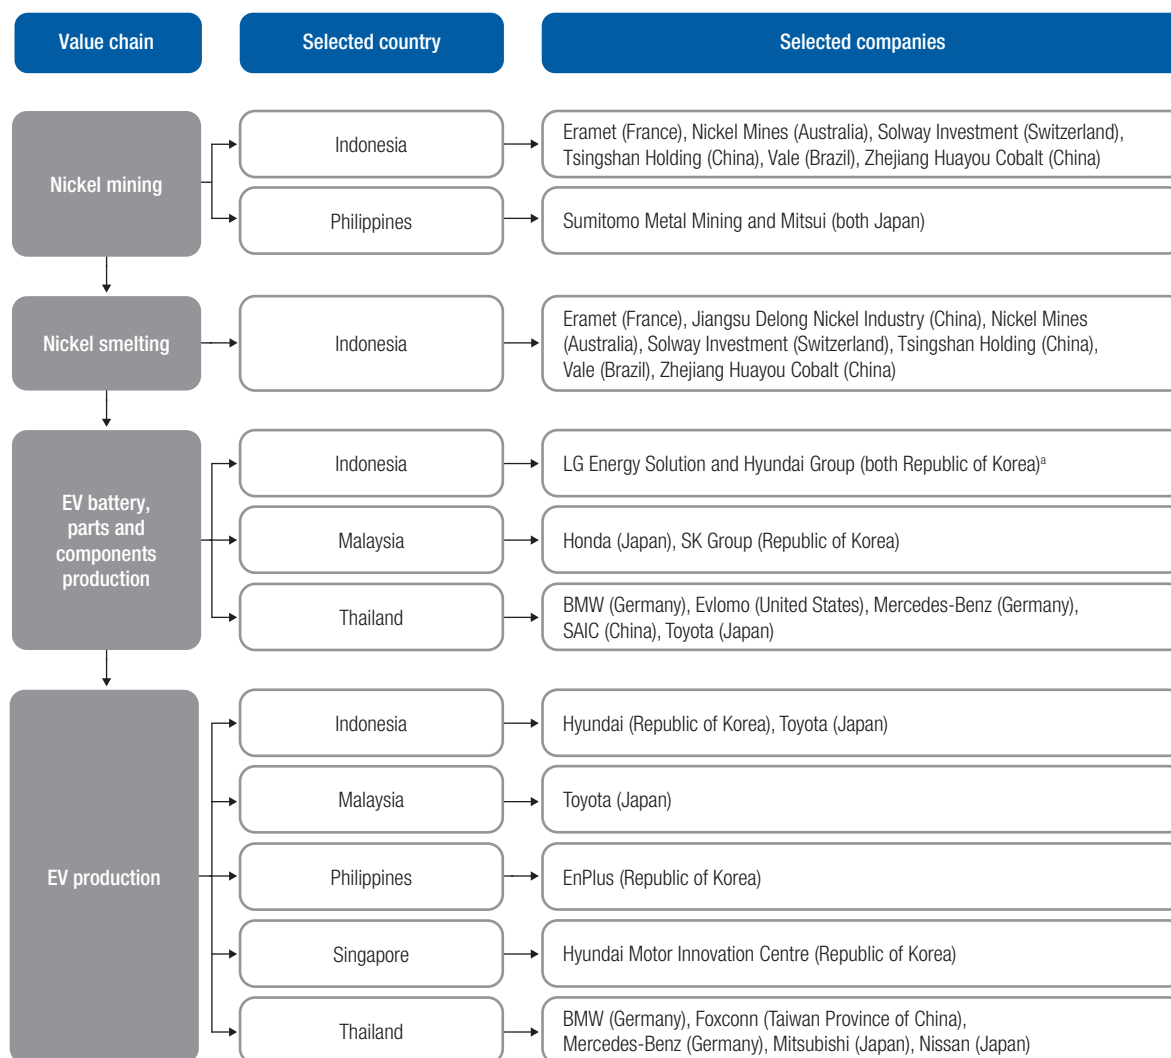 Value chain
Selected country
Selected companies
Nickel mining
Indonesia
Eramet (France), Nickel Mines (Australia), Solway Investment (Switzerland),
Tsingshan Holding (China), Vale (Brazil), Zhejiang Huayou Cobalt (China)
Philippines
Sumitomo Metal Mining and Mitsui (both Japan)
Nickel smelting
Indonesia
Eramet (France), Jiangsu Delong Nickel Industry (China), Nickel Mines
(Australia), Solway Investment (Switzerland), Tsingshan Holding (China),
Vale (Brazil), Zhejiang Huayou Cobalt (China)
EV battery,
parts and
components
production
Indonesia
LG Energy Solution and Hyundai Group (both Republic of Korea)ᵃ
Malaysia
Honda (Japan), SK Group (Republic of Korea)
Thailand
BMW (Germany), Evlomo (United States), Mercedes-Benz (Germany),
SAIC (China), Toyota (Japan)
EV production
Indonesia
Hyundai (Republic of Korea), Toyota (Japan)
Malaysia
Toyota (Japan)
Philippines
EnPlus (Republic of Korea)
Singapore
Hyundai Motor Innovation Centre (Republic of Korea)
Thailand
BMW (Germany), Foxconn (Taiwan Province of China),
Mercedes-Benz (Germany), Mitsubishi (Japan), Nissan (Japan)